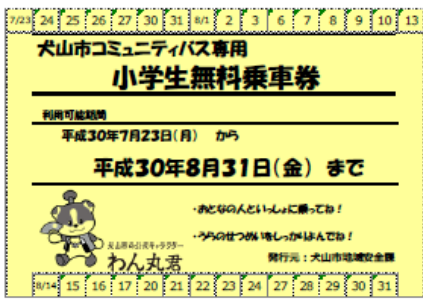 7/23 24 25 26 27 30 31 8/1 2 3 6 7 8 9 10 13
犬山市コミュニティバス専用
小学生無料乗車券
利用可能期間
平成30年7月23日(月) から
平成30年8月31日(金) まで
・おとなの人といっしょに乗ってね!
・うらのせつめいをしっかりよんでね!
犬山市の公式キャラクター
わん丸君
発行元:犬山市地域安全課
8/14 15 16 17 20 21 22 23 24 27 28 29 30 31